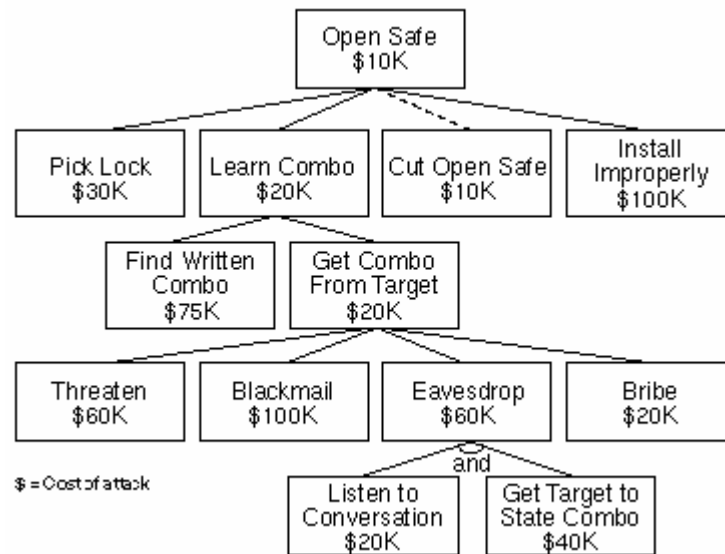 Open Safe
$10K
Pick Lock
$30K
Learn Combo
$20K
Cut Open Safe
$10K
Install
Improperly
$100K
Find Written
Combo
$75K
Get Combo
From Target
$20K
Threaten
$60K
Blackmail
$100K
Eavesdrop
$60K
Bribe
$20K
and
$ = Cost of attack
Listen to
Conversation
$20K
Get Target to
State Combo
$40K